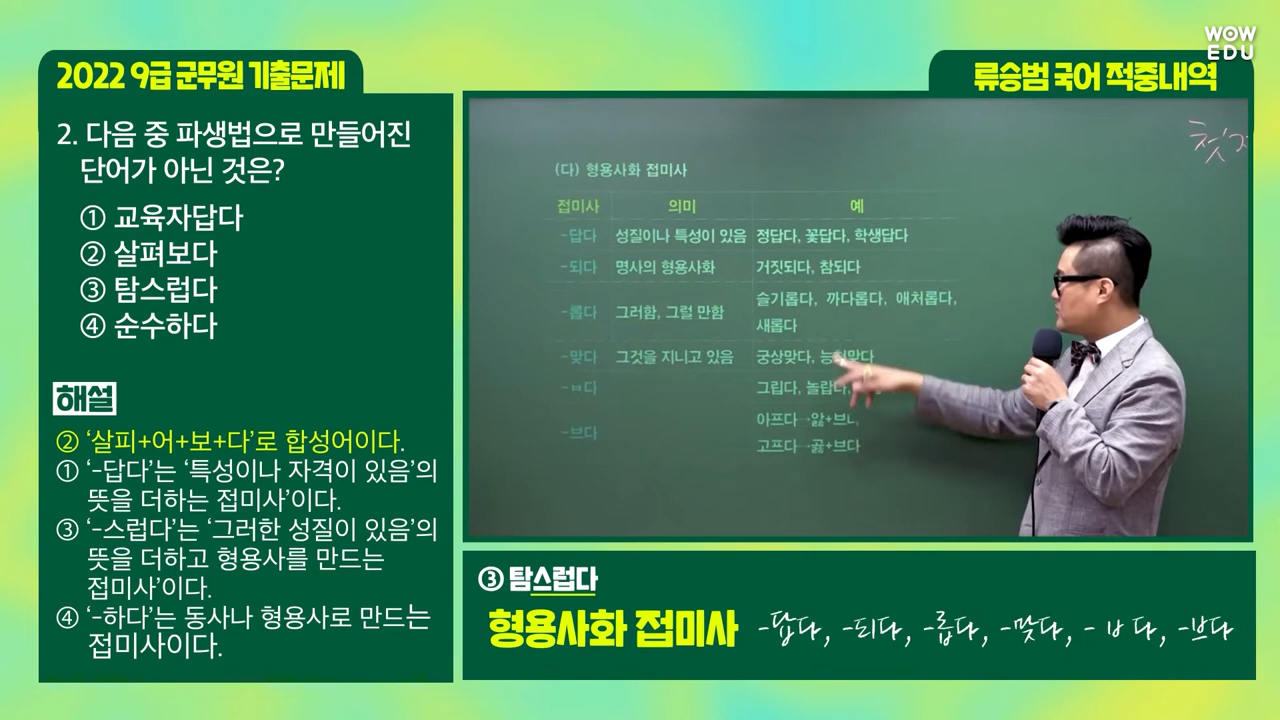 WOW
EDU
2022 9급 군무원 기출문제
류승범 국어 적중내역
2. 다음 중 파생법으로 만들어진
단어가 아닌 것은?
① 교육자답다
② 살펴보다
③ 탐스럽다
④ 순수하다
해설
② ‘살피+어+보+다’로 합성어이다.
① ‘-답다’는 ‘특성이나 자격이 있음’의
뜻을 더하는 접미사’이다.
③ ‘-스럽다’는 ‘그러한 성질이 있음’의
뜻을 더하고 형용사를 만드는
접미사’이다.
④ ‘-하다’는 동사나 형용사로 만드는
접미사이다.
(다) 형용사화 접미사
접미사 의미 예
-답다 성질이나 특성이 있음 정답다, 꽃답다, 학생답다
-되다 명사의 형용사화 거짓되다, 참되다
-롭다 그러함, 그럴 만함 슬기롭다, 까다롭다, 애처롭다,
새롭다
-맞다 그것을 지니고 있음 궁상맞다,
-ㅂ다 그립다, 놀랍다,
-브다 아프다→앓+브다
고프다→곯+브다
③ 탐스럽다
형용사화 접미사 -답다, -되다, -롭다, -맞다, -ㅂ다, -브다